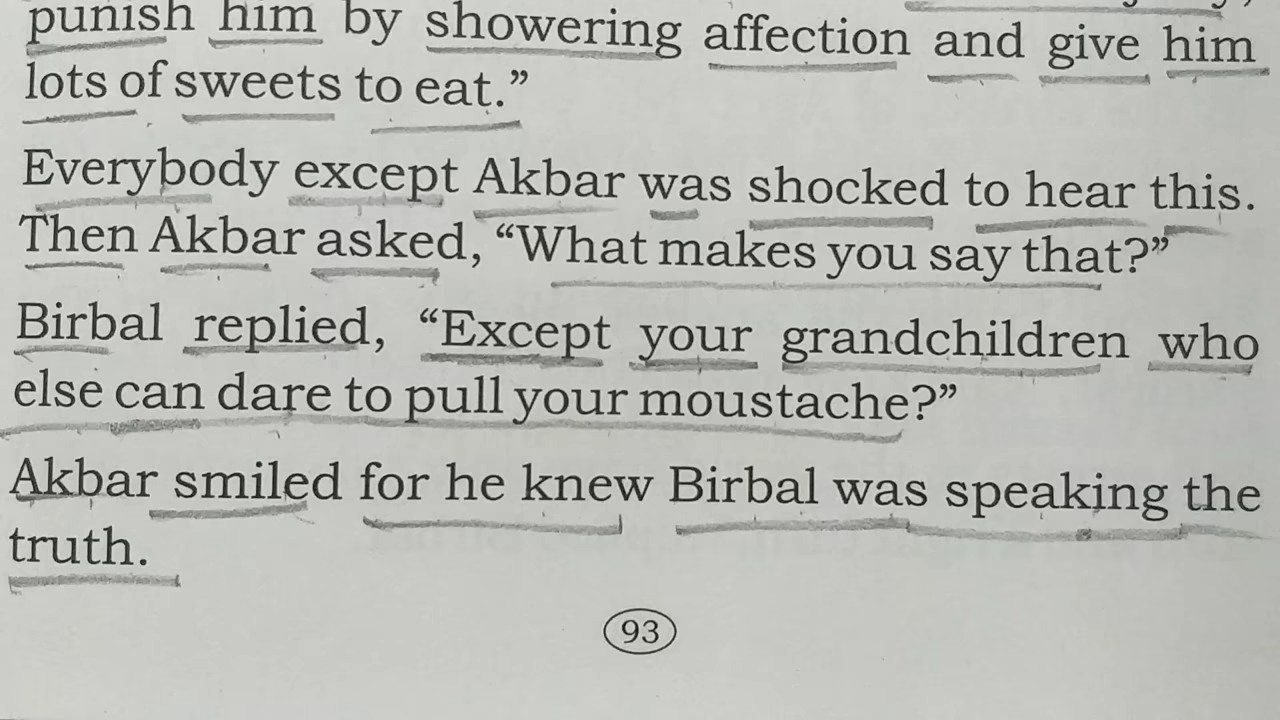 punish him by showering affection and give him
lots of sweets to eat.”
Everybody except Akbar was shocked to hear this.
Then Akbar asked, “What makes you say that?”
Birbal replied, “Except your grandchildren who
else can dare to pull your moustache?”
Akbar smiled for he knew Birbal was speaking the
truth.
93